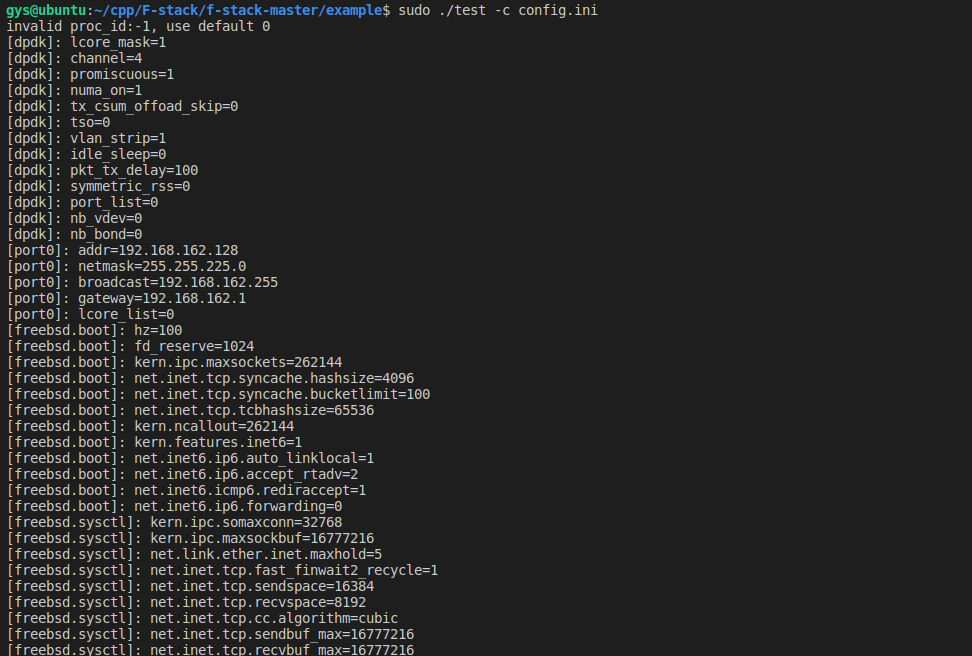 gys@ubuntu:~/cpp/F-stack/f-stack-master/example$ sudo ./test -c config.ini
invalid proc_id:-1, use default 0
[dpdk]: lcore_mask=1
[dpdk]: channel=4
[dpdk]: promiscuous=1
[dpdk]: numa_on=1
[dpdk]: tx_csum_offoad_skip=0
[dpdk]: tso=0
[dpdk]: vlan_strip=1
[dpdk]: idle_sleep=0
[dpdk]: pkt_tx_delay=100
[dpdk]: symmetric_rss=0
[dpdk]: port_list=0
[dpdk]: nb_vdev=0
[dpdk]: nb_bond=0
[port0]: addr=192.168.162.128
[port0]: netmask=255.255.225.0
[port0]: broadcast=192.168.162.255
[port0]: gateway=192.168.162.1
[port0]: lcore_list=0
[freebsd.boot]: hz=100
[freebsd.boot]: fd_reserve=1024
[freebsd.boot]: kern.ipc.maxsockets=262144
[freebsd.boot]: net.inet.tcp.syncache.hashsize=4096
[freebsd.boot]: net.inet.tcp.syncache.bucketlimit=100
[freebsd.boot]: net.inet.tcp.tcbhashsize=65536
[freebsd.boot]: kern.ncallout=262144
[freebsd.boot]: kern.features.inet6=1
[freebsd.boot]: net.inet6.ip6.auto_linklocal=1
[freebsd.boot]: net.inet6.ip6.accept_rtadv=2
[freebsd.boot]: net.inet6.icmp6.rediraccept=1
[freebsd.boot]: net.inet6.ip6.forwarding=0
[freebsd.sysctl]: kern.ipc.somaxconn=32768
[freebsd.sysctl]: kern.ipc.maxsockbuf=16777216
[freebsd.sysctl]: net.link.ether.inet.maxhold=5
[freebsd.sysctl]: net.inet.tcp.fast_finwait2_recycle=1
[freebsd.sysctl]: net.inet.tcp.sendspace=16384
[freebsd.sysctl]: net.inet.tcp.recvspace=8192
[freebsd.sysctl]: net.inet.tcp.cc.algorithm=cubic
[freebsd.sysctl]: net.inet.tcp.sendbuf_max=16777216
[freebsd.sysctl]: net.inet.tcp.recvbuf_max=16777216